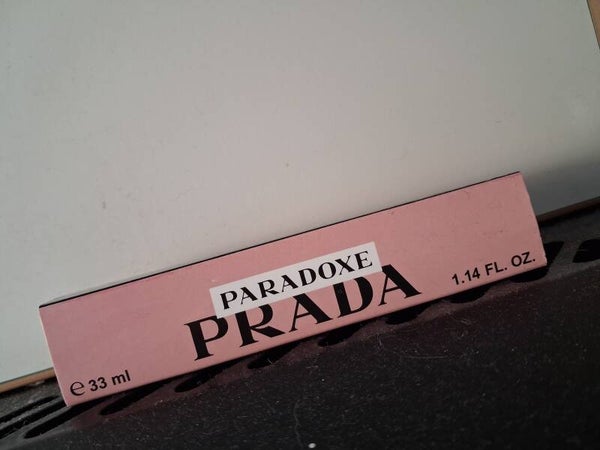 PARADOXE
PRADA
℮ 33 ml
1.14 FL. OZ.